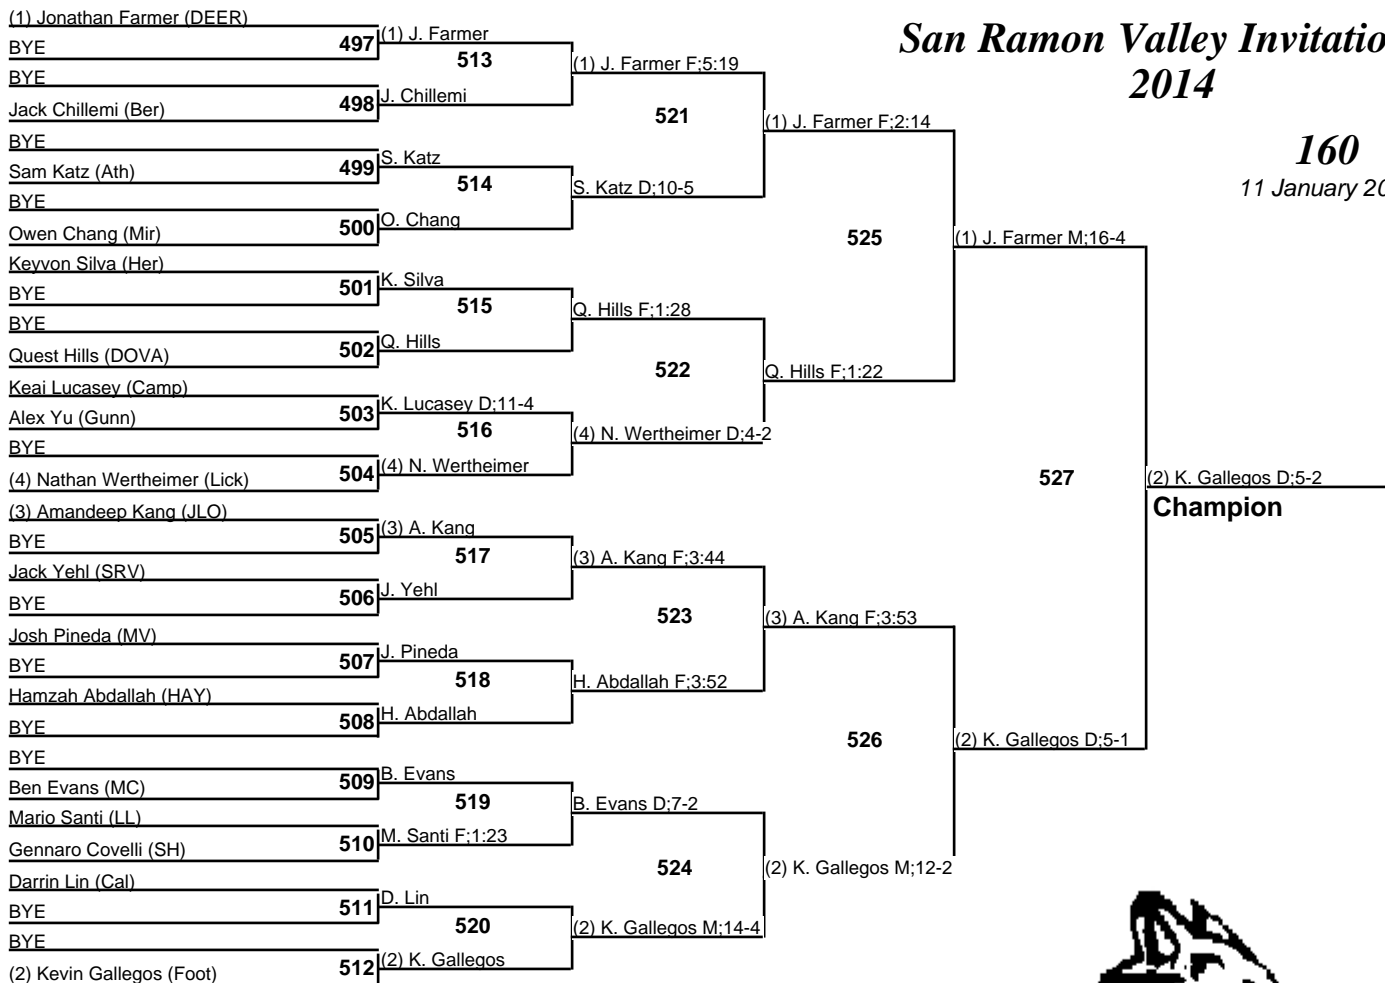 San Ramon Valley Invitatio
2014
160
11 January 20
(1) Jonathan Farmer (DEER)
BYE
BYE
Jack Chillemi (Ber)
BYE
Sam Katz (Ath)
BYE
Owen Chang (Mir)
Keyvon Silva (Her)
BYE
BYE
Quest Hills (DOVA)
Keai Lucasey (Camp)
Alex Yu (Gunn)
BYE
(4) Nathan Wertheimer (Lick)
(3) Amandeep Kang (JLO)
BYE
Jack Yehl (SRV)
BYE
Josh Pineda (MV)
BYE
Hamzah Abdallah (HAY)
BYE
BYE
Ben Evans (MC)
Mario Santi (LL)
Gennaro Covelli (SH)
Darrin Lin (Cal)
BYE
BYE
(2) Kevin Gallegos (Foot)
497
498
499
500
501
502
503
504
505
506
507
508
509
510
511
512
(1) J. Farmer
513
J. Chillemi
S. Katz
514
O. Chang
K. Silva
515
Q. Hills
K. Lucasey D;11-4
516
(4) N. Wertheimer
(3) A. Kang
517
J. Yehl
J. Pineda
518
H. Abdallah
B. Evans
519
M. Santi F;1:23
D. Lin
520
(2) K. Gallegos
(1) J. Farmer F;5:19
521
S. Katz D;10-5
Q. Hills F;1:28
522
(4) N. Wertheimer D;4-2
(3) A. Kang F;3:44
523
H. Abdallah F;3:52
B. Evans D;7-2
524
(2) K. Gallegos M;14-4
(1) J. Farmer F;2:14
525
Q. Hills F;1:22
(3) A. Kang F;3:53
526
(2) K. Gallegos M;12-2
(1) J. Farmer M;16-4
527
(2) K. Gallegos D;5-1
(2) K. Gallegos D;5-2
Champion